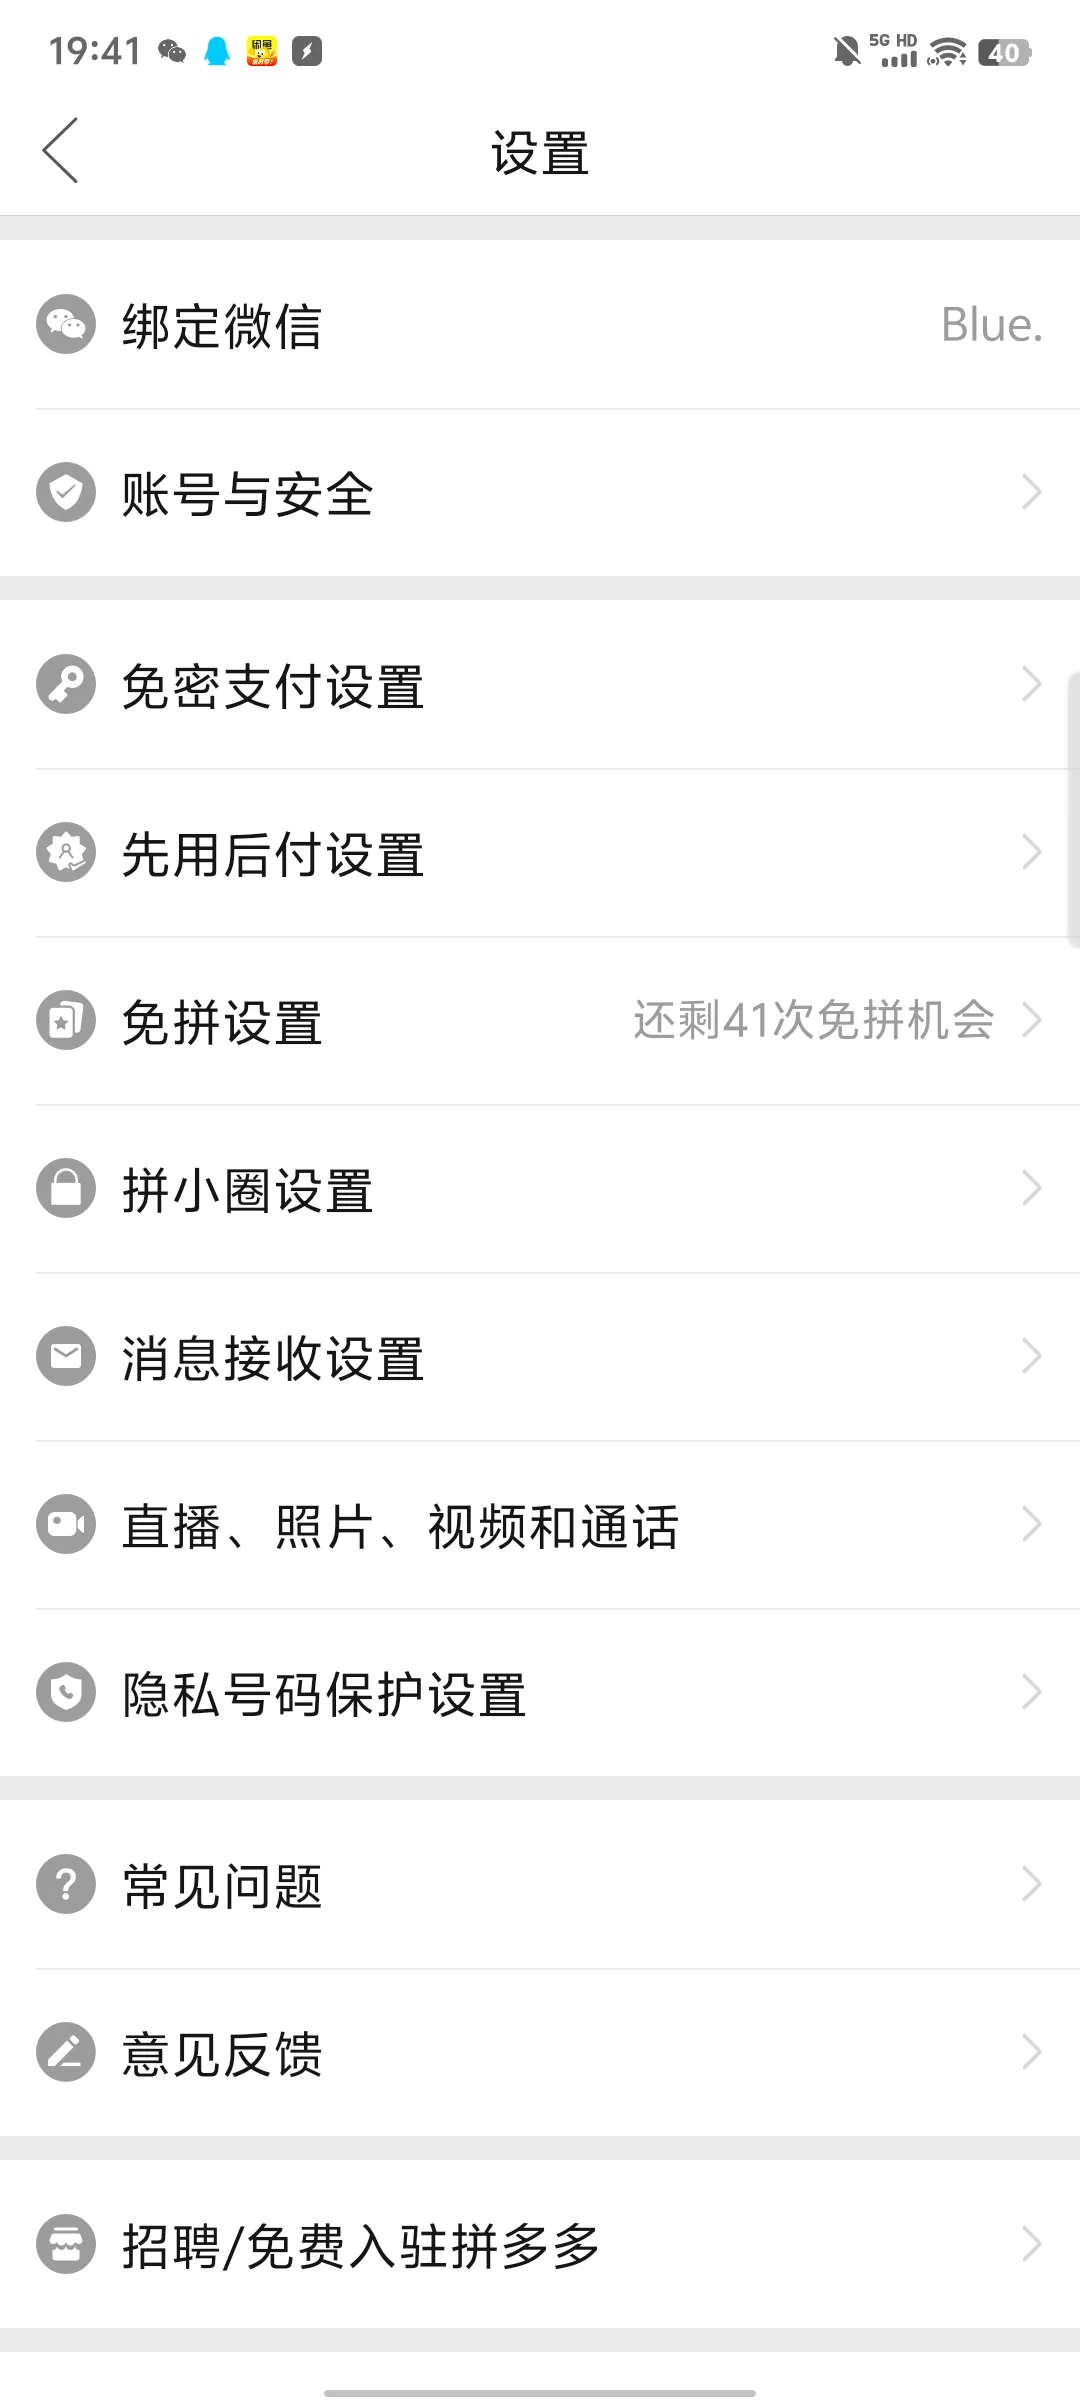 19:41
5G HD
40
设置
绑定微信 Blue.
账号与安全
免密支付设置
先用后付设置
免拼设置 还剩41次免拼机会
拼小圈设置
消息接收设置
直播、照片、视频和通话
隐私号码保护设置
常见问题
意见反馈
招聘/免费入驻拼多多